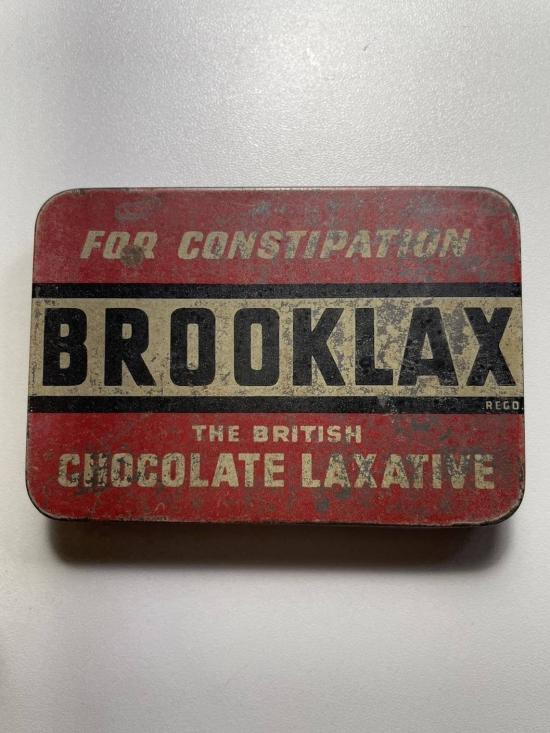 FOR CONSTIPATION
BROOKLAX
REGD.
THE BRITISH
CHOCOLATE LAXATIVE